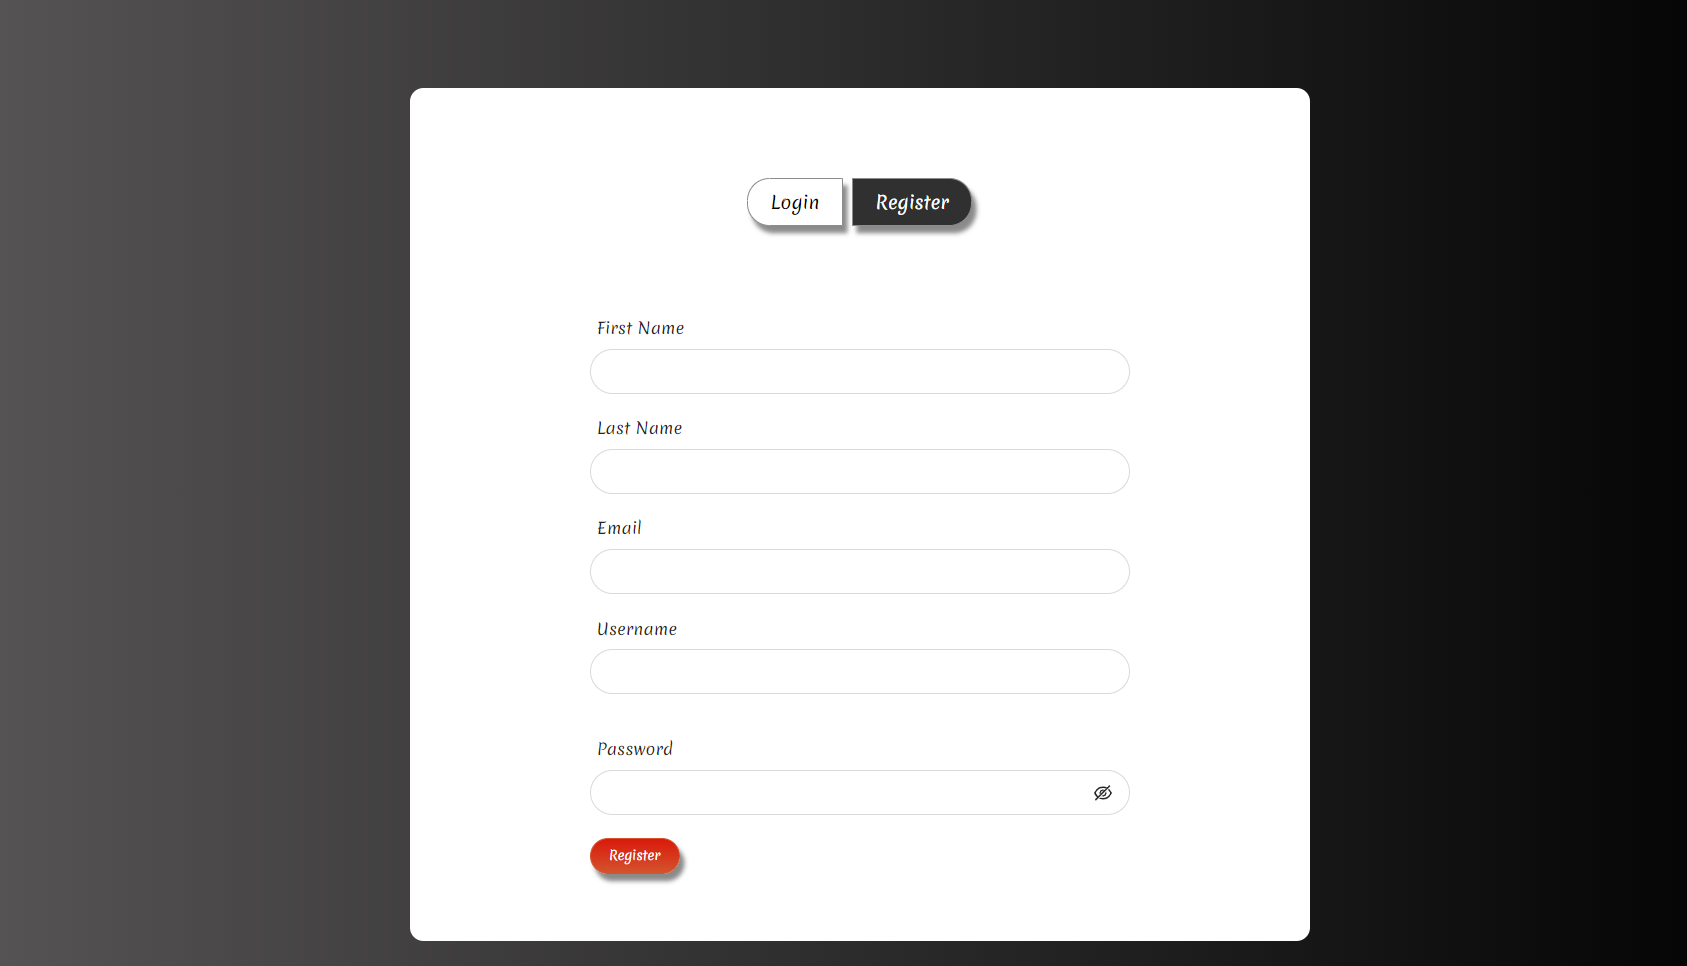 Login Register
First Name
Last Name
Email
Username
Password
Register